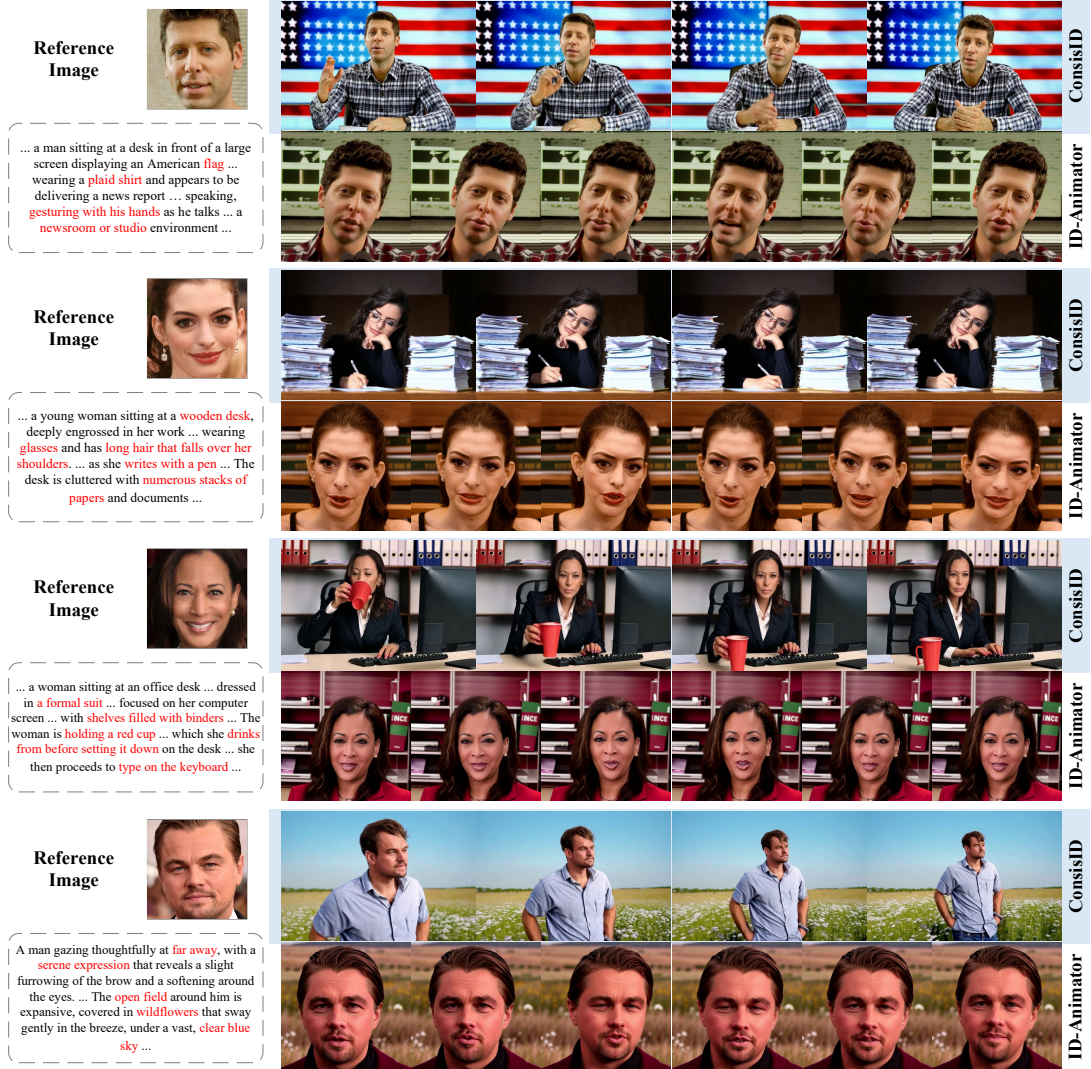 Reference
Image
ConsisID
... a man sitting at a desk in front of a large
screen displaying an American flag ...
wearing a plaid shirt and appears to be
delivering a news report … speaking,
gesturing with his hands as he talks ... a
newsroom or studio environment ...
ID-Animator
Reference
Image
ConsisID
... a young woman sitting at a wooden desk,
deeply engrossed in her work ... wearing
glasses and has long hair that falls over her
shoulders. ... as she writes with a pen ... The
desk is cluttered with numerous stacks of
papers and documents ...
ID-Animator
Reference
Image
ConsisID
... a woman sitting at an office desk ... dressed
in a formal suit ... focused on her computer
screen ... with shelves filled with binders ... The
woman is holding a red cup ... which she drinks
from before setting it down on the desk ... she
then proceeds to type on the keyboard ...
INCE
INCE
ID-Animator
Reference
Image
ConsisID
A man gazing thoughtfully at far away, with a
serene expression that reveals a slight
furrowing of the brow and a softening around
the eyes. ... The open field around him is
expansive, covered in wildflowers that sway
gently in the breeze, under a vast, clear blue
sky ...
ID-Animator